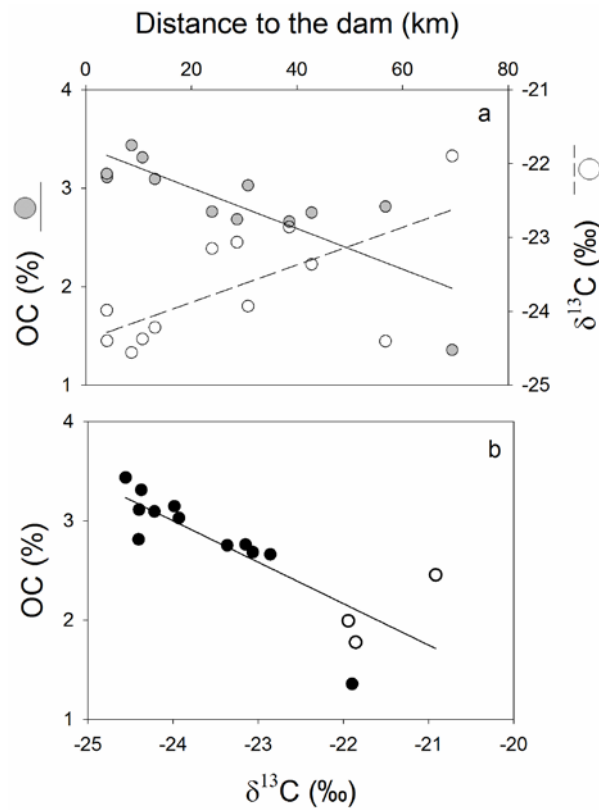 Distance to the dam (km)
0 20 40 60 80
4 -21
a
-22
3
-23
2
-24
1 -25
OC (%)
δ13C (‰)
4
b
3
2
1
-25 -24 -23 -22 -21 -20
OC (%)
δ13C (‰)